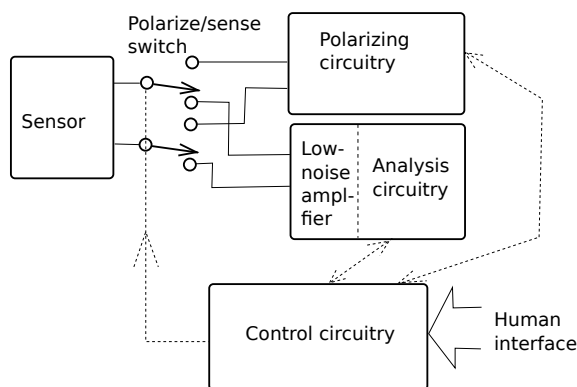 Polarize/sense
switch
Polarizing
circuitry
Sensor
Low-
noise
ampl-
fier
Analysis
circuitry
Control circuitry
Human
interface